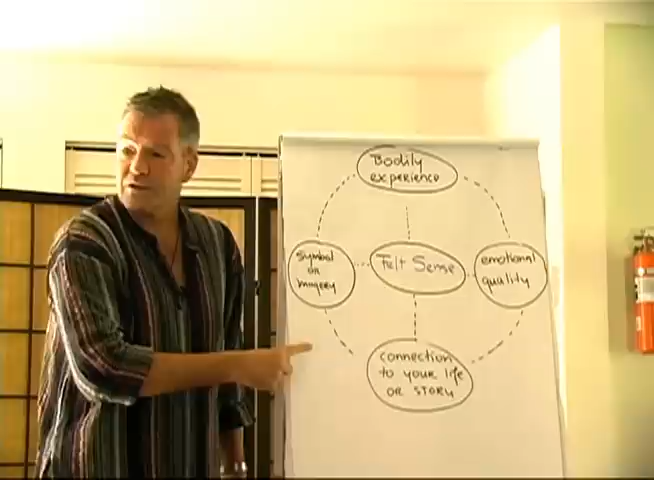 Bodily
experience
symbol
or
imagery
Felt Sense
emotional
quality
connection
to your life
OR STORY